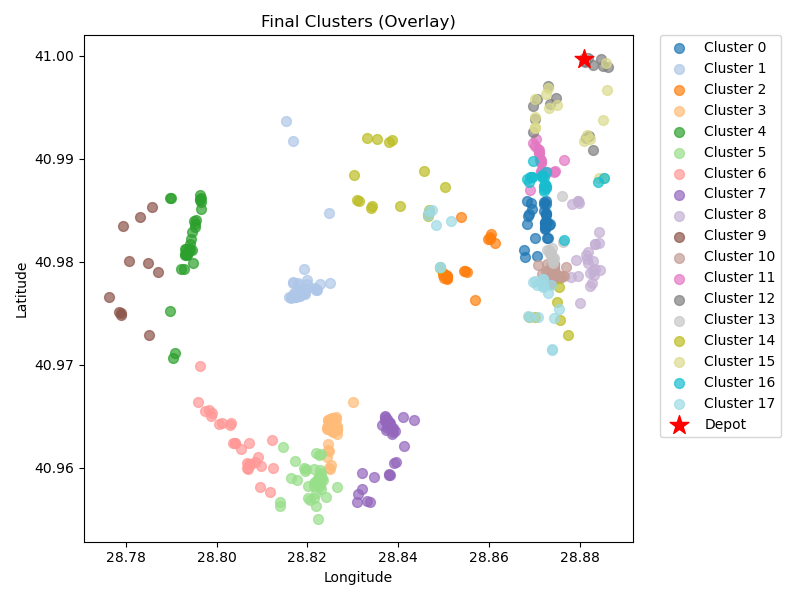 Final Clusters (Overlay)
41.00
40.99
40.98
40.97
40.96
Latitude
28.78
28.80
28.82
28.84
28.86
28.88
Longitude
Cluster 0
Cluster 1
Cluster 2
Cluster 3
Cluster 4
Cluster 5
Cluster 6
Cluster 7
Cluster 8
Cluster 9
Cluster 10
Cluster 11
Cluster 12
Cluster 13
Cluster 14
Cluster 15
Cluster 16
Cluster 17
Depot